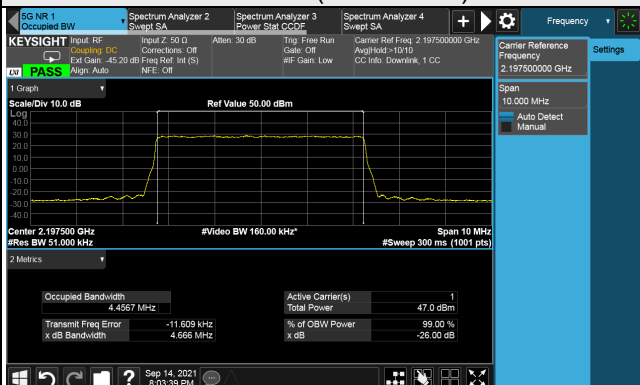 5G NR 1
Occupied BW
Spectrum Analyzer 2
Swept SA
Spectrum Analyzer 3
Power Stat CCDF
Spectrum Analyzer 4
Swept SA
Frequency
KEYSIGHT
Input: RF
Coupling: DC
Ext Gain: -45.20 dB
Align: Auto
Input Z: 50 Ω
Corrections: Off
Freq Ref: Int (S)
NFE: Off
Atten: 30 dB
Trig: Free Run
Gate: Off
#IF Gain: Low
Carrier Ref Freq: 2.197500000 GHz
Avg|Hold:>10/10
CC Info: Downlink, 1 CC
LXI
PASS
Carrier Reference
Frequency
2.197500000 GHz
Settings
Span
10.000 MHz
Auto Detect
Manual
1 Graph
Scale/Div 10.0 dB
Ref Value 50.00 dBm
Log
40.0
30.0
20.0
10.0
0.00
-10.0
-20.0
-30.0
-40.0
Center 2.197500 GHz
#Video BW 160.00 kHz*
Span 10 MHz
#Res BW 51.000 kHz
#Sweep 300 ms (1001 pts)
2 Metrics
Occupied Bandwidth
4.4567 MHz
Active Carrier(s) 1
Total Power 47.0 dBm
Transmit Freq Error -11.609 kHz
x dB Bandwidth 4.666 MHz
% of OBW Power 99.00 %
x dB -26.00 dB
?
Sep 14, 2021
8:03:39 PM